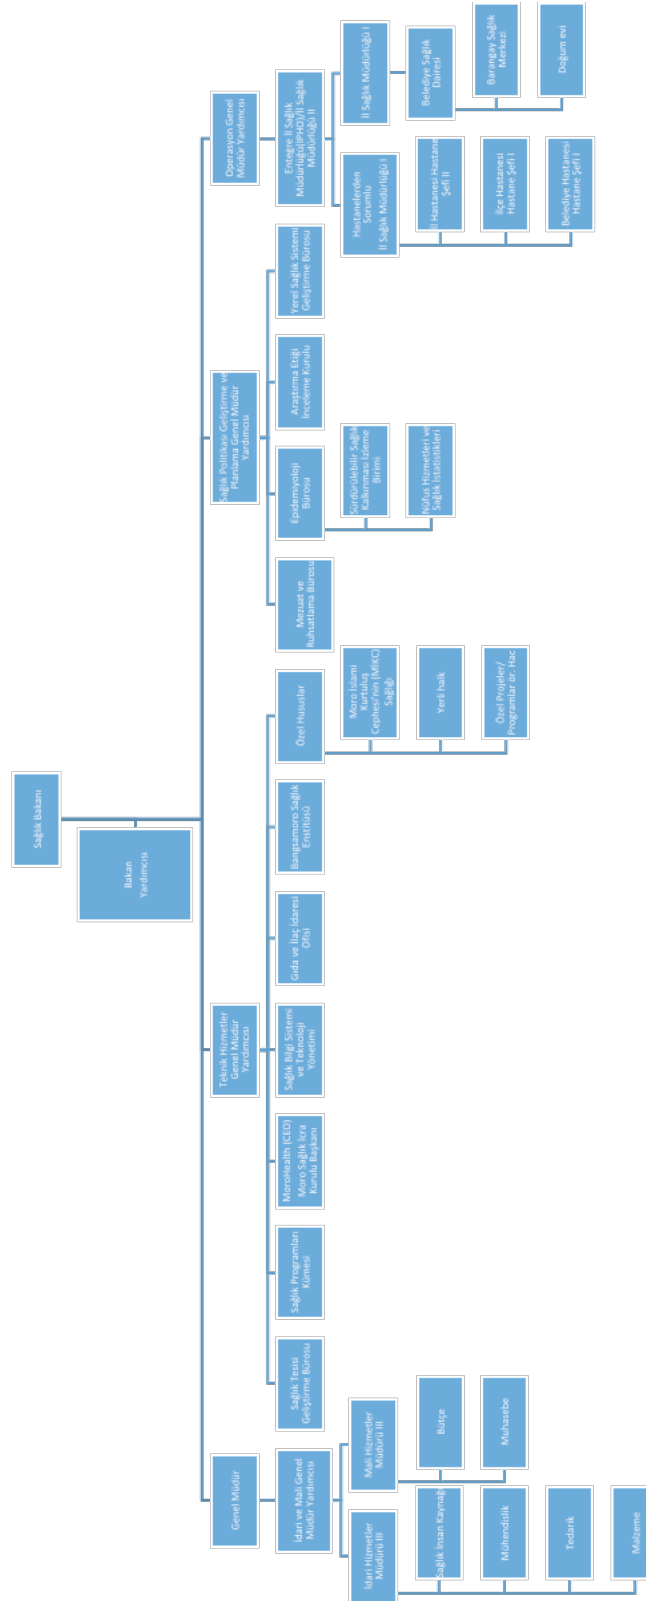 Sağlık Bakanı
Bakan
Yardımcısı
Genel Müdür
Teknik Hizmetler
Genel Müdür
Yardımcısı
Sağlık Politikası Geliştirme ve
Planlama Genel Müdür
Yardımcısı
Operasyon Genel
Müdür Yardımcısı
İdari ve Mali Genel
Müdür Yardımcısı
İdari Hizmetler
Müdürü III
Sağlık İnsan Kaynağı
Mühendislik
Tedarik
Malzeme
Mali Hizmetler
Müdürü III
Bütçe
Muhasebe
Sağlık Tesisi
Geliştirme Bürosu
Sağlık Programları
Kümesi
MoroHealth (CEO)
Moro Sağlık İcra
Kurulu Başkanı
Sağlık Bilgi Sistemi
ve Teknoloji
Yönetimi
Gıda ve İlaç İdaresi
Ofisi
Bangsamoro Sağlık
Enstitüsü
Özel Hususlar
Moro İslami
Kurtuluş
Cephesi'nin (MİKC)
Sağlığı
Yerli halk
Özel Projeler/
Programlar dr. Hac
Mezuat ve
Ruhsatlama Bürosu
Epidemiyoloji
Bürosu
Sürdürülebilir Sağlık
Kalkınması İzleme
Birimi
Nüfus Hizmetleri ve
Sağlık İstatistikleri
Araştırma Etiği
İnceleme Kurulu
Yerel Sağlık Sistemi
Geliştirme Bürosu
Entegre İl Sağlık
Müdürlüğü(IPHO)/İl Sağlık
Müdürlüğü II
Hastanelerden
Sorumlu
İl Sağlık Müdürlüğü I
İl Hastanesi Hastane
Şefi II
İlçe Hastanesi
Hastane Şefi I
Belediye Hastanesi
Hastane Şefi I
İl Sağlık Müdürlüğü I
Belediye Sağlık
Dairesi
Barangay Sağlık
Merkezi
Doğum evi